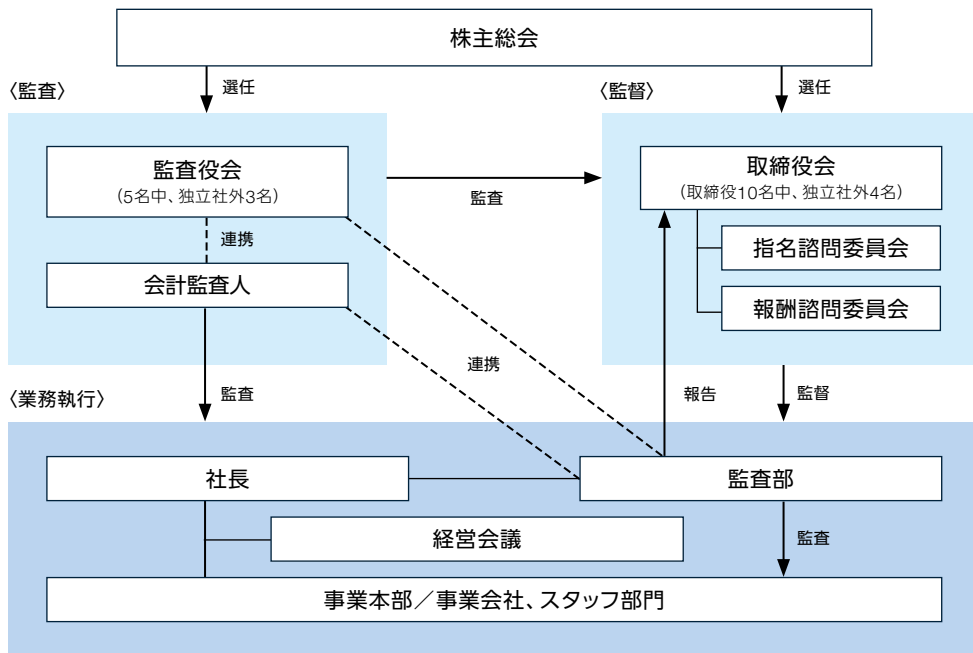 株主総会
〈監査〉
選任
〈監督〉
選任
監査役会
(5名中、独立社外3名)
監査
取締役会
(取締役10名中、独立社外4名)
連携
指名諮問委員会
会計監査人
報酬諮問委員会
連携
〈業務執行〉
監査
報告
監督
社長
監査部
経営会議
監査
事業本部／事業会社、スタッフ部門